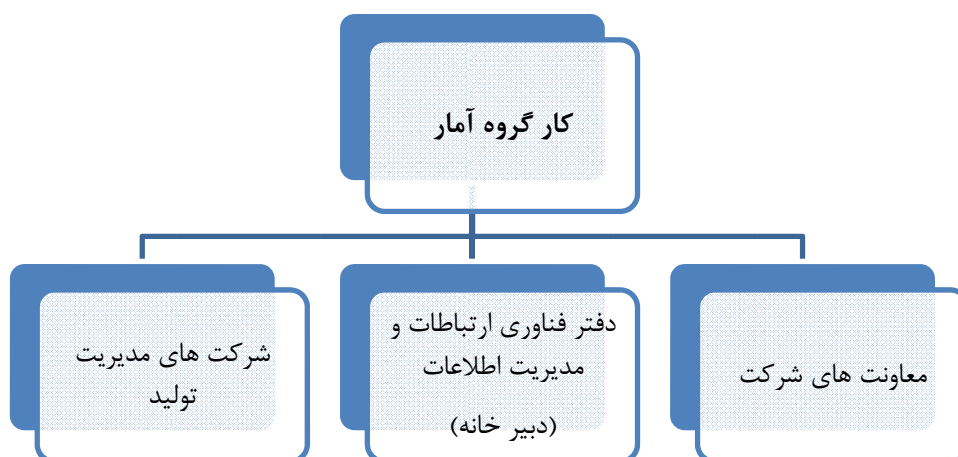 کار گروه آمار
معاونت های شرکت
دفتر فناوری ارتباطات و
مدیریت اطلاعات
(دبیر خانه)
شرکت های مدیریت
تولید